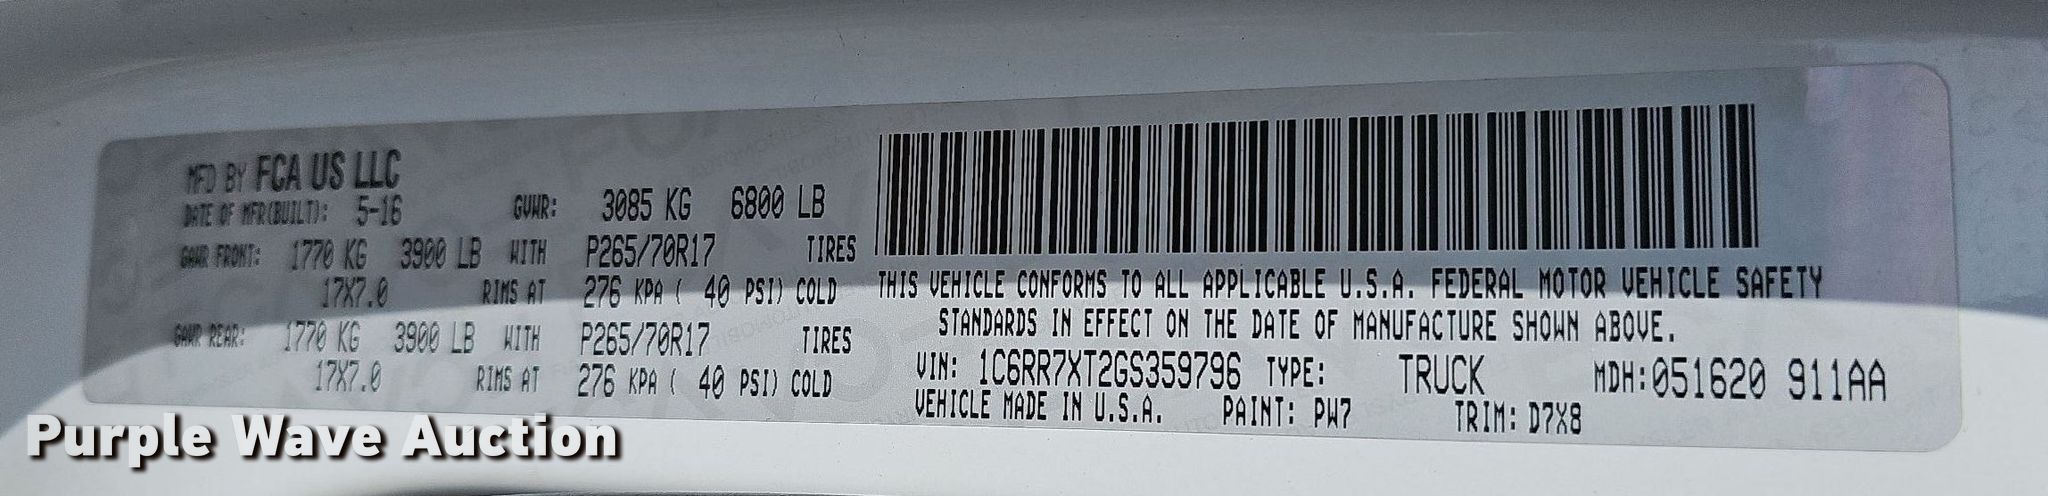 MFD BY FCA US LLC
DATE OF MFR(BUILT): 5-16 GVWR: 3085 KG 6800 LB
GAWR FRONT: 1770 KG 3900 LB WITH P265/70R17 TIRES
17X7.0 RIMS AT 276 KPA ( 40 PSI) COLD
GAWR REAR: 1770 KG 3900 LB WITH P265/70R17 TIRES
17X7.0 RIMS AT 276 KPA ( 40 PSI) COLD
THIS VEHICLE CONFORMS TO ALL APPLICABLE U.S.A. FEDERAL MOTOR VEHICLE SAFETY
STANDARDS IN EFFECT ON THE DATE OF MANUFACTURE SHOWN ABOVE.
VIN: 1C6RR7XT2GS359796 TYPE: TRUCK MDH:051620 911AA
VEHICLE MADE IN U.S.A. PAINT: PW7 TRIM: D7X8
Purple Wave Auction